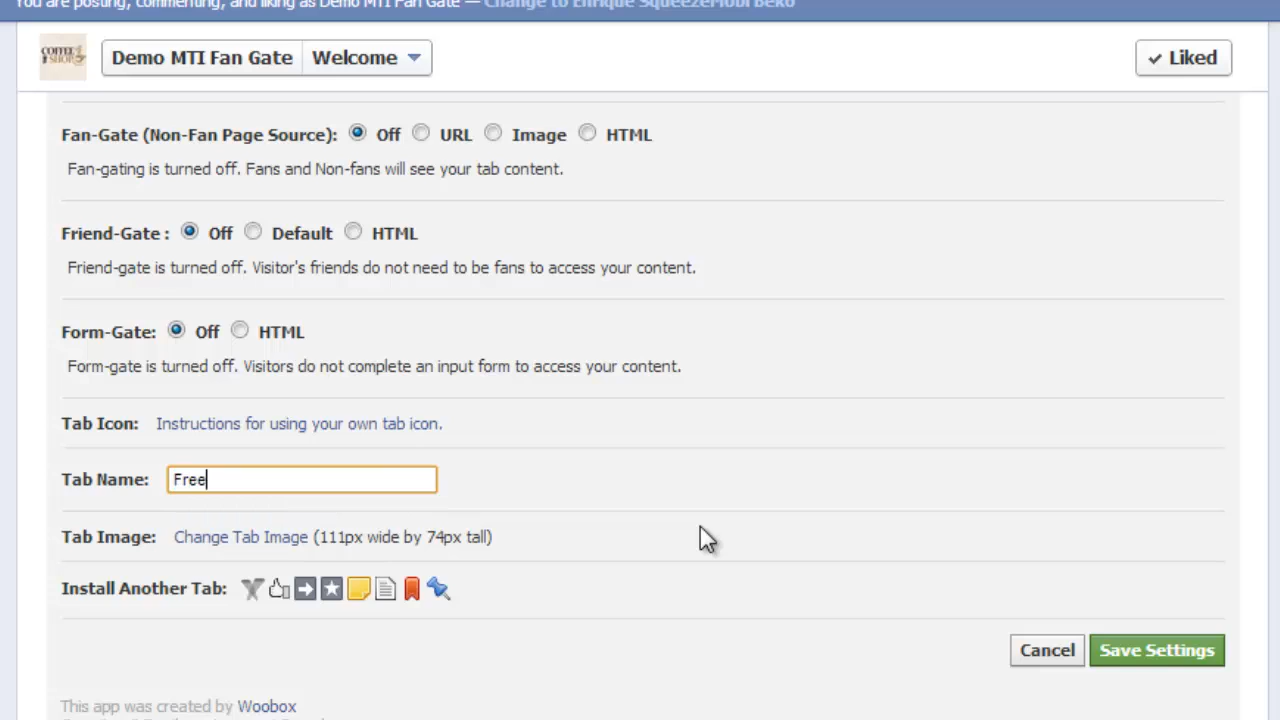 You are posting, commenting, and liking as Demo MTI Fan Gate — Change to Enrique SqueezeMobi Beko
COFFEE SHOP Demo MTI Fan Gate Welcome Liked
Fan-Gate (Non-Fan Page Source): Off URL Image HTML
Fan-gating is turned off. Fans and Non-fans will see your tab content.
Friend-Gate : Off Default HTML
Friend-gate is turned off. Visitor's friends do not need to be fans to access your content.
Form-Gate: Off HTML
Form-gate is turned off. Visitors do not complete an input form to access your content.
Tab Icon: Instructions for using your own tab icon.
Tab Name: Free
Tab Image: Change Tab Image (111px wide by 74px tall)
Install Another Tab:
Cancel Save Settings
This app was created by Woobox